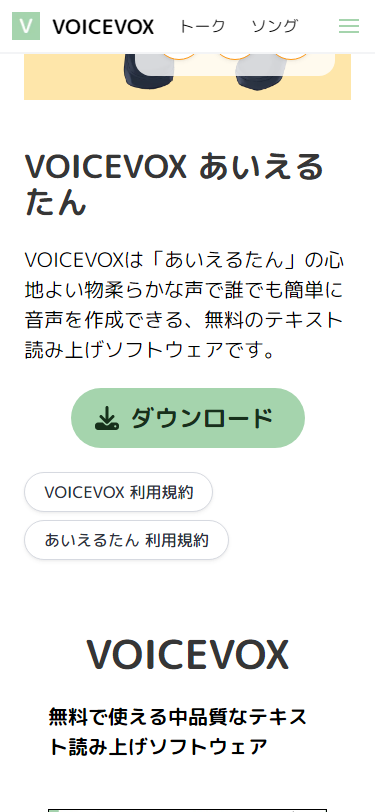 V VOICEVOX トーク ソング
VOICEVOX あいえる
たん
VOICEVOXは「あいえるたん」の心
地よい物柔らかな声で誰でも簡単に
音声を作成できる、無料のテキスト
読み上げソフトウェアです。
ダウンロード
VOICEVOX 利用規約
あいえるたん 利用規約
VOICEVOX
無料で使える中品質なテキス
ト読み上げソフトウェア